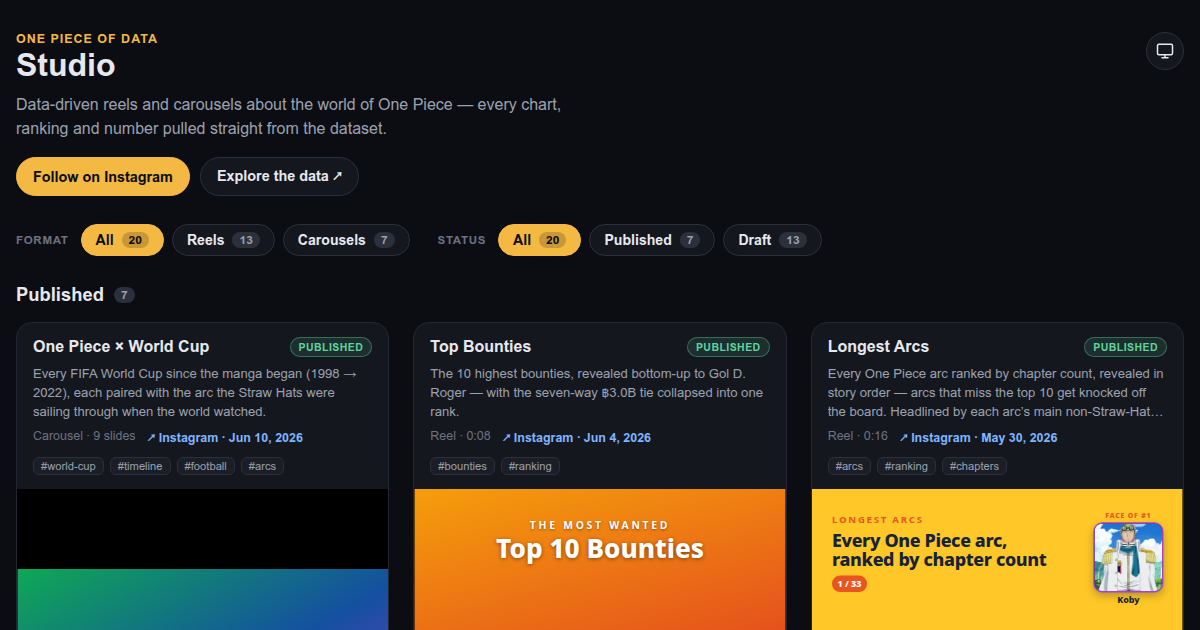 ONE PIECE OF DATA
Studio
Data-driven reels and carousels about the world of One Piece — every chart,
ranking and number pulled straight from the dataset.
Follow on Instagram
Explore the data ↗
FORMAT All 20 Reels 13 Carousels 7 STATUS All 20 Published 7 Draft 13
Published 7
One Piece × World Cup PUBLISHED
Every FIFA World Cup since the manga began (1998 →
2022), each paired with the arc the Straw Hats were
sailing through when the world watched.
Carousel · 9 slides ↗ Instagram · Jun 10, 2026
#world-cup #timeline #football #arcs
Top Bounties PUBLISHED
The 10 highest bounties, revealed bottom-up to Gol D.
Roger — with the seven-way ฿3.0B tie collapsed into one
rank.
Reel · 0:08 ↗ Instagram · Jun 4, 2026
#bounties #ranking
THE MOST WANTED
Top 10 Bounties
Longest Arcs PUBLISHED
Every One Piece arc ranked by chapter count, revealed in
story order — arcs that miss the top 10 get knocked off
the board. Headlined by each arc's main non-Straw-Hat…
Reel · 0:16 ↗ Instagram · May 30, 2026
#arcs #ranking #chapters
LONGEST ARCS
Every One Piece arc,
ranked by chapter count
1 / 33
FACE OF #1
Koby